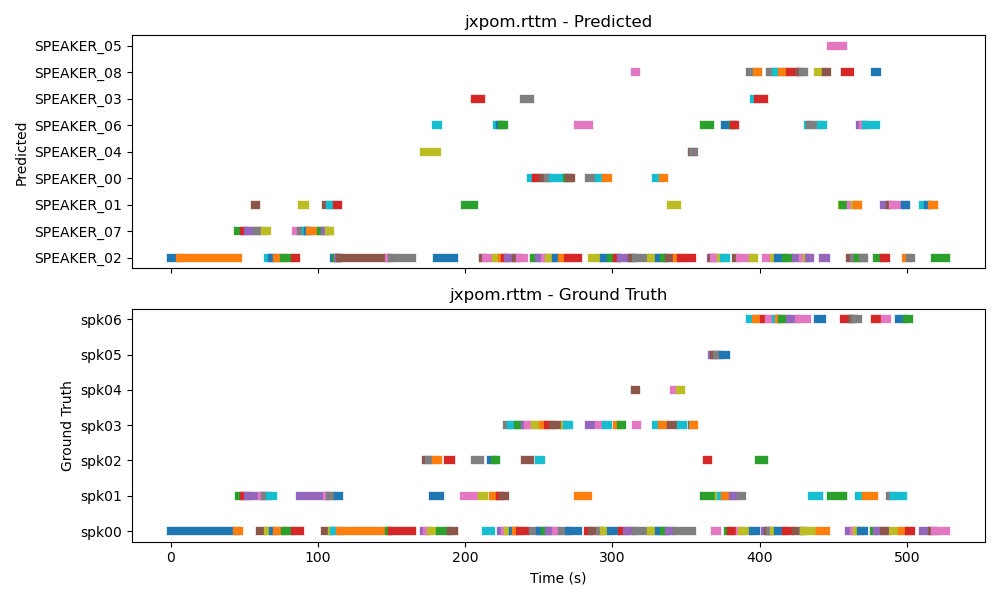 jxpom.rttm - Predicted
SPEAKER_05
SPEAKER_08
SPEAKER_03
SPEAKER_06
SPEAKER_04
SPEAKER_00
SPEAKER_01
SPEAKER_07
SPEAKER_02
Predicted
jxpom.rttm - Ground Truth
spk06
spk05
spk04
spk03
spk02
spk01
spk00
Ground Truth
0 100 200 300 400 500
Time (s)